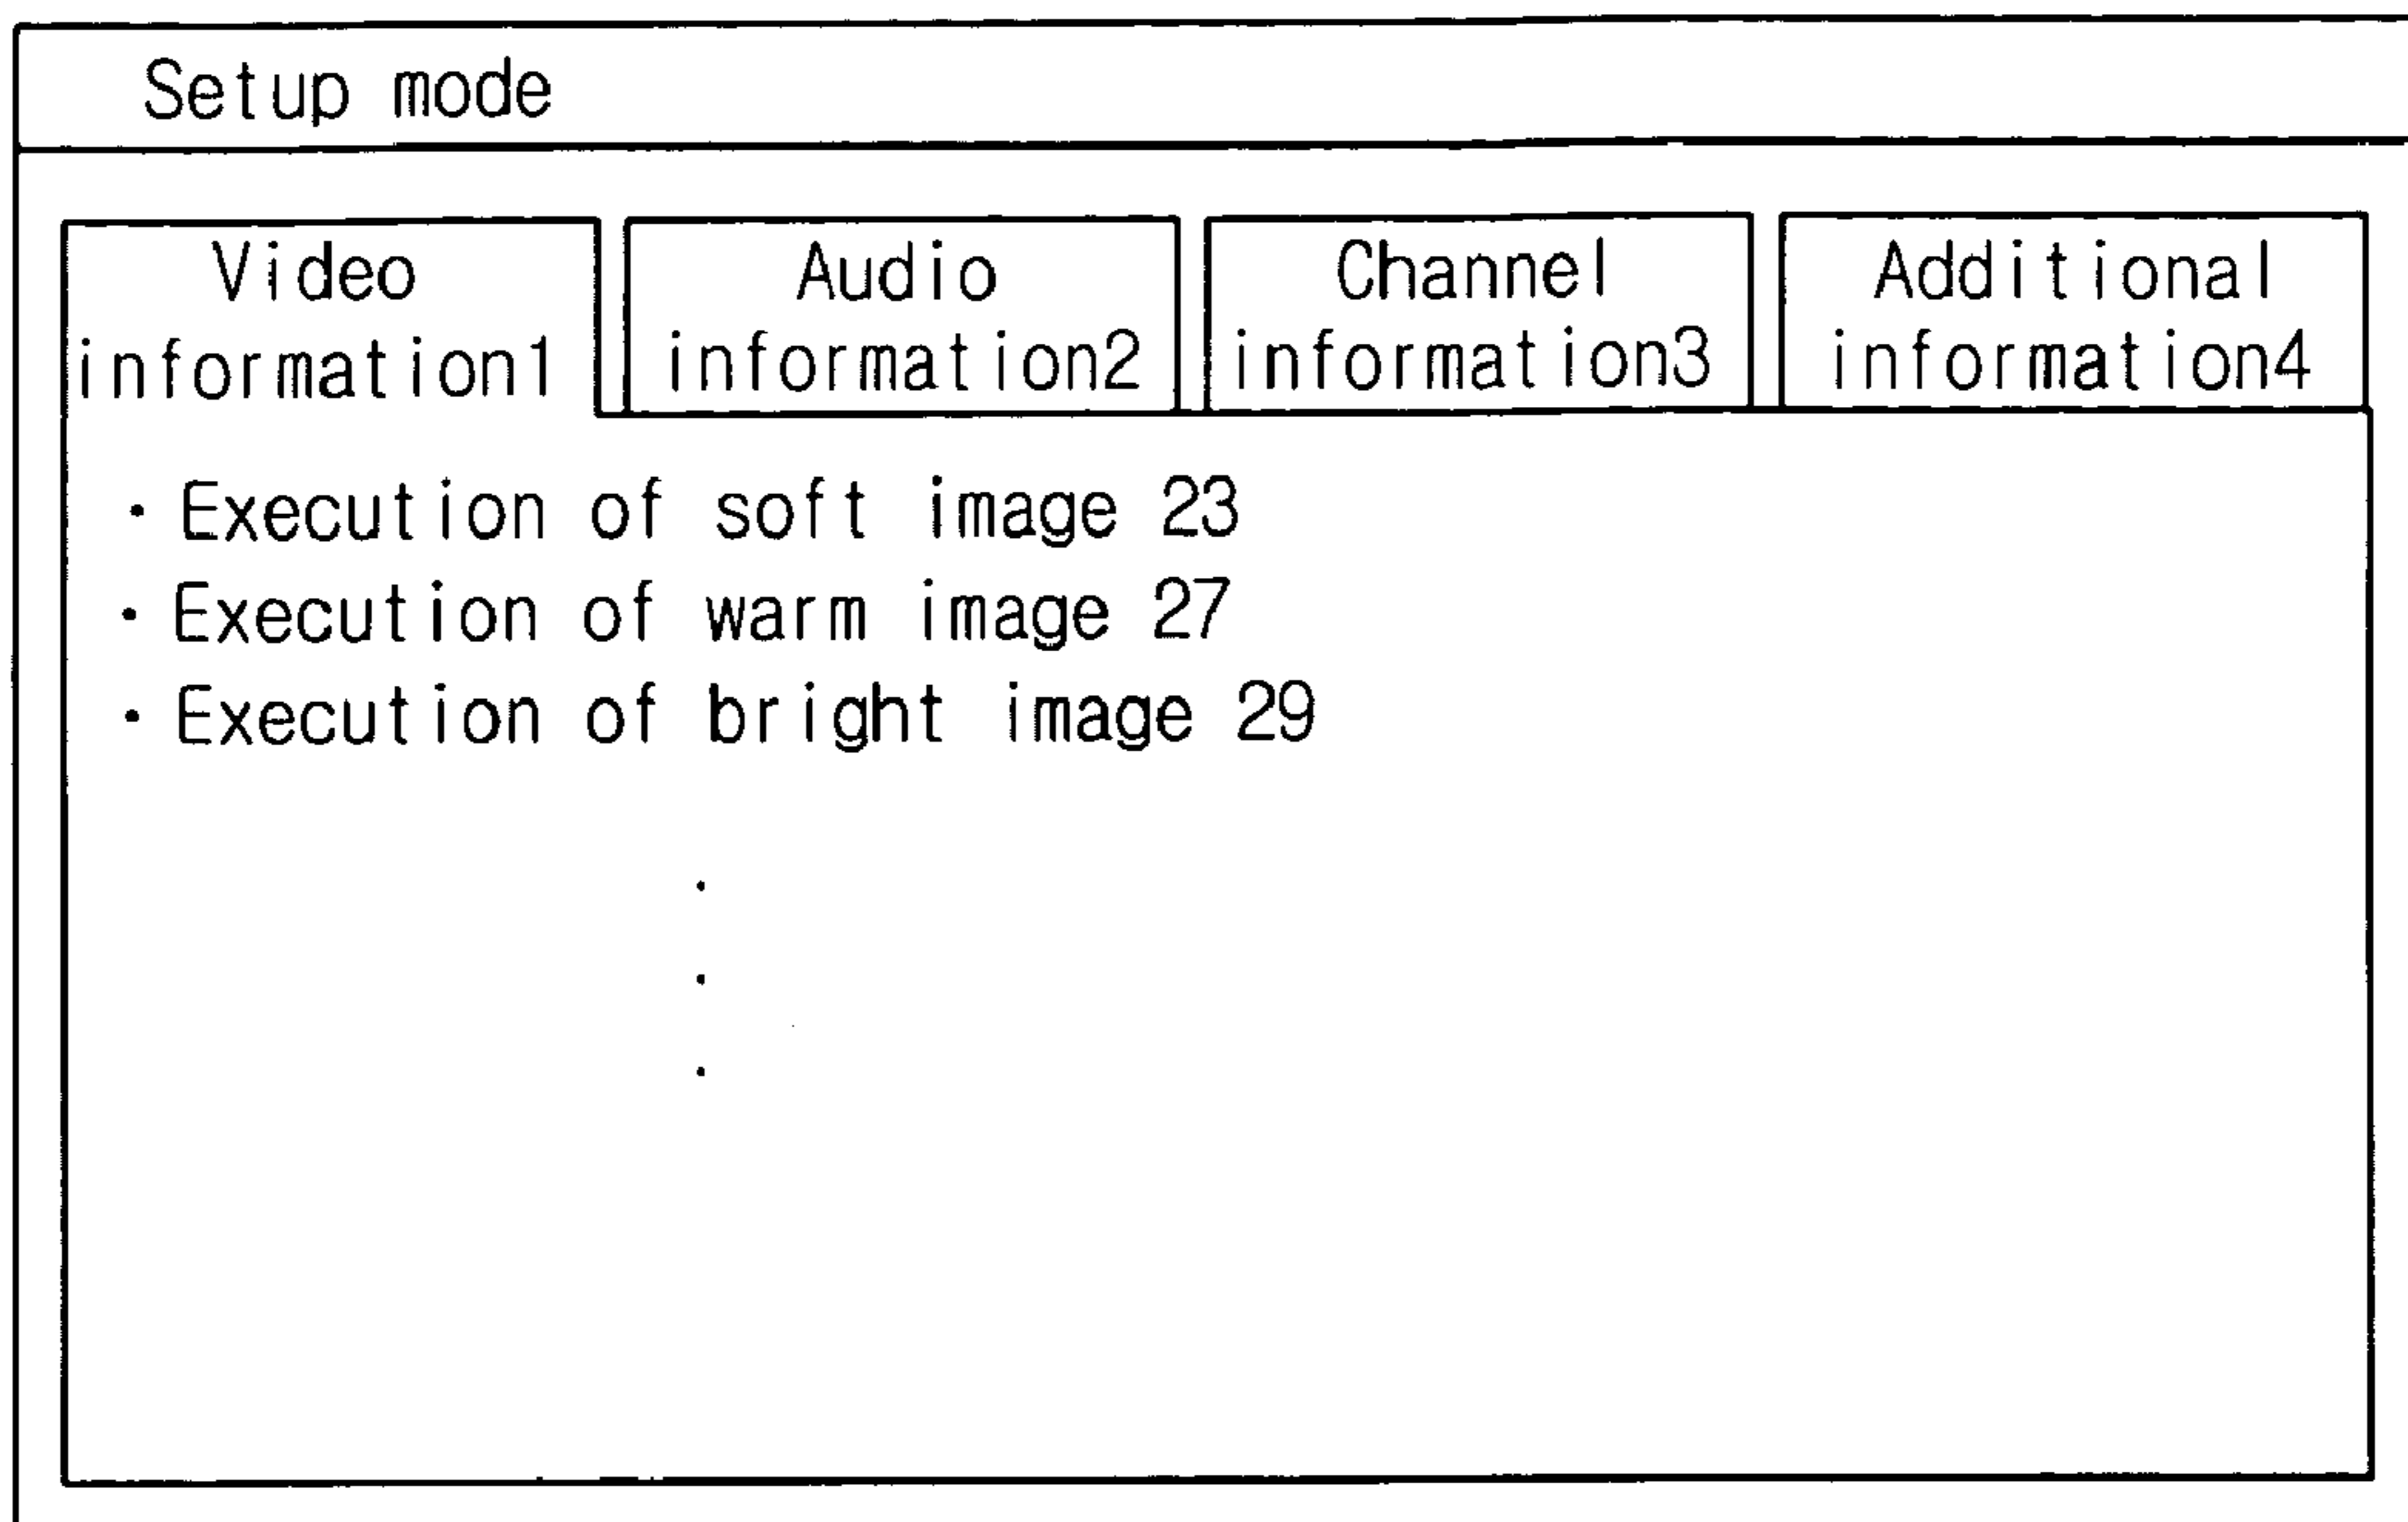 Setup mode
Video
information1
Audio
information2
Channel
information3
Additional
information4
· Execution of soft image 23
· Execution of warm image 27
· Execution of bright image 29
.
.
.